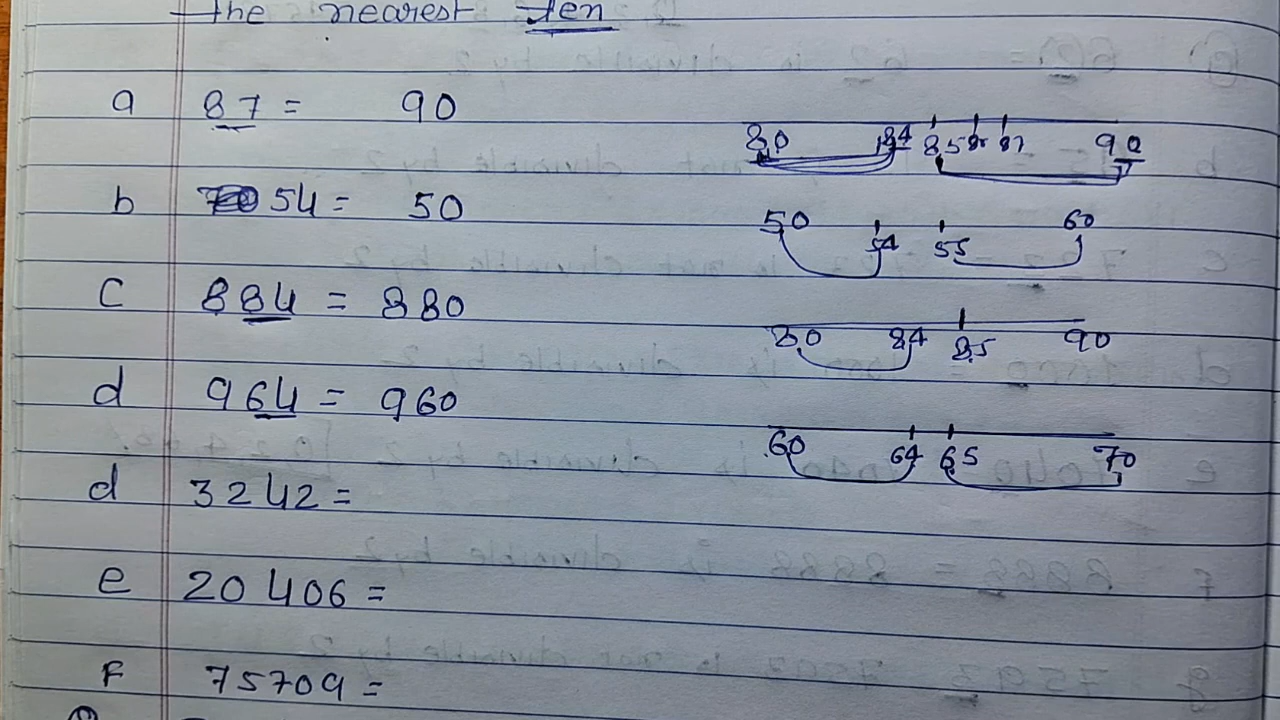 The nearest ten
a 87 = 90
80 84 85 87 90
b 54 = 50
50 54 55 60
c 884 = 880
80 84 85 90
d 964 = 960
60 64 65 70
d 3242 =
e 20406 =
F 75709 =